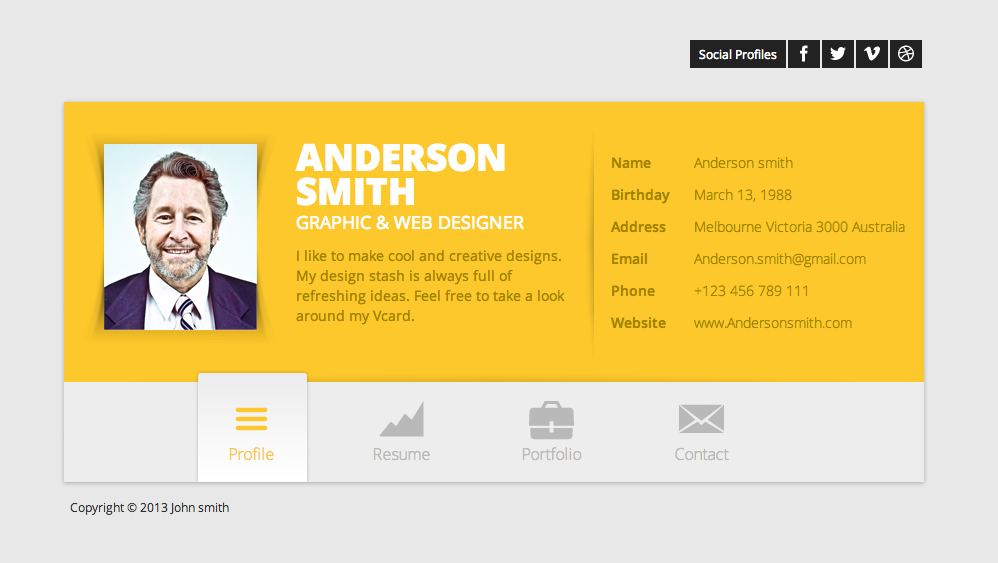 Social Profiles
ANDERSON
SMITH
GRAPHIC & WEB DESIGNER
I like to make cool and creative designs.
My design stash is always full of
refreshing ideas. Feel free to take a look
around my Vcard.
Name Anderson smith
Birthday March 13, 1988
Address Melbourne Victoria 3000 Australia
Email Anderson.smith@gmail.com
Phone +123 456 789 111
Website www.Andersonsmith.com
Profile Resume Portfolio Contact
Copyright © 2013 John smith